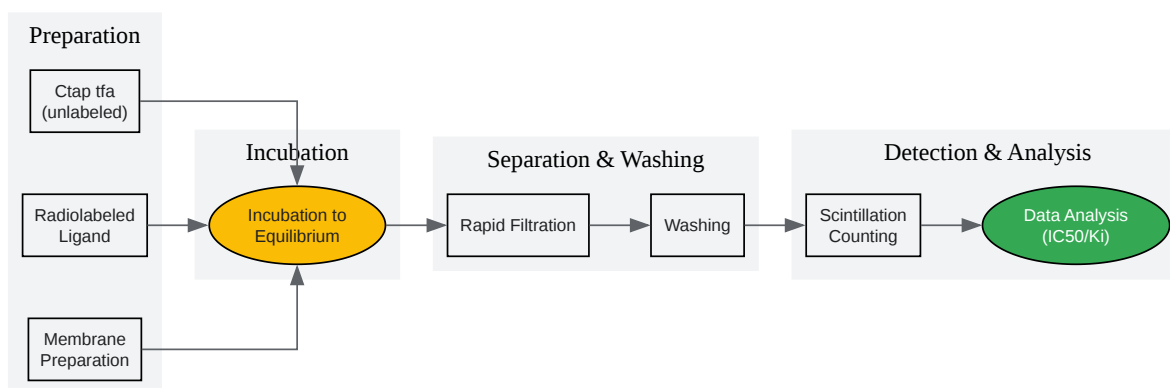 Preparation
Ctap tfa
(unlabeled)
Radiolabeled
Ligand
Membrane
Preparation
Incubation
Incubation to
Equilibrium
Separation & Washing
Rapid Filtration
Washing
Detection & Analysis
Scintillation
Counting
Data Analysis
(IC50/Ki)